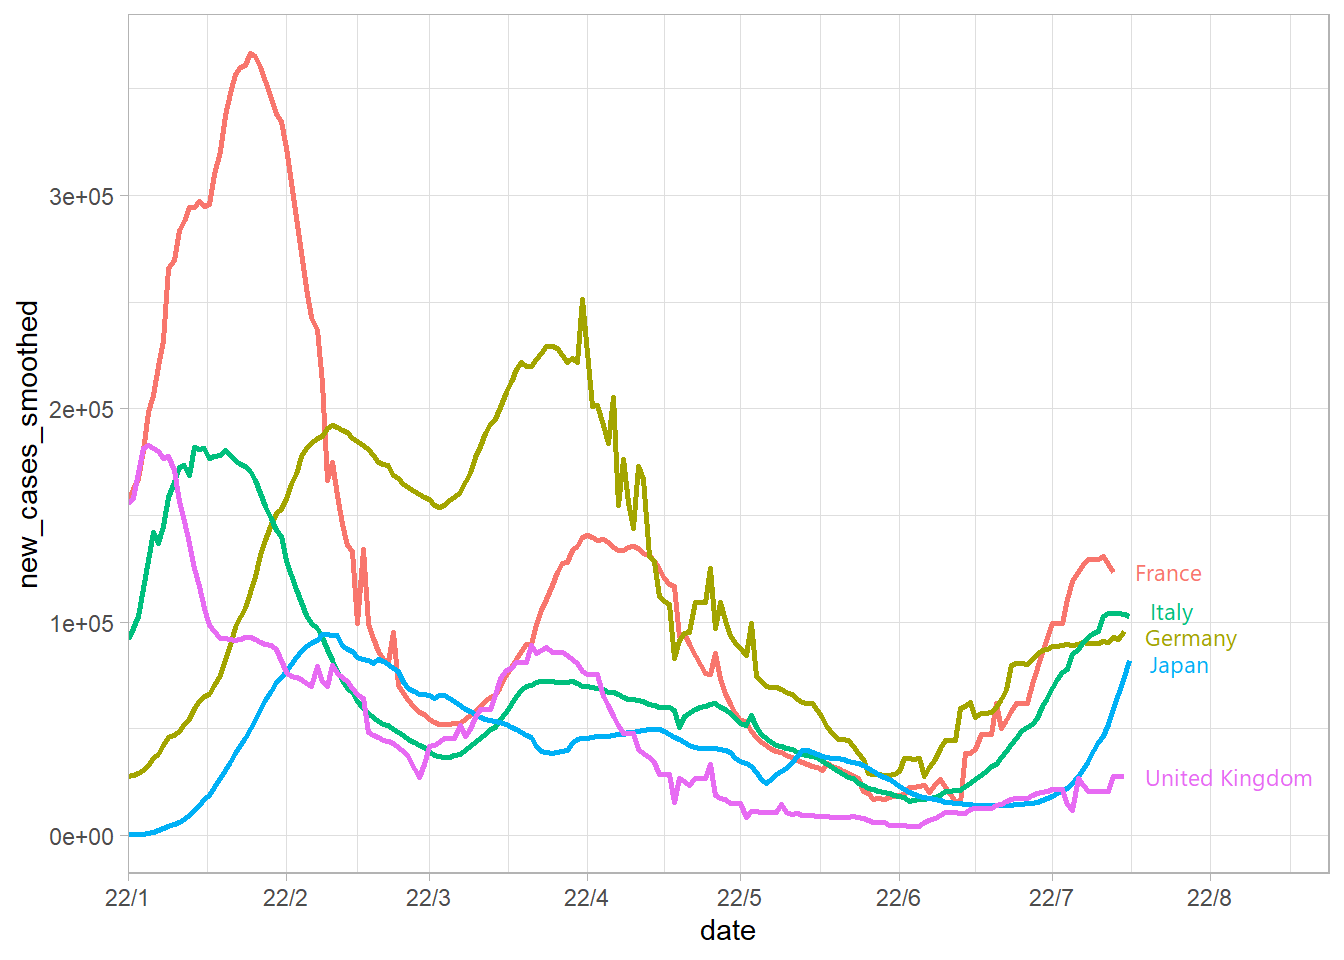 new_cases_smoothed
3e+05
2e+05
1e+05
0e+00
France
Italy
Germany
Japan
United Kingdom
22/1 22/2 22/3 22/4 22/5 22/6 22/7 22/8
date